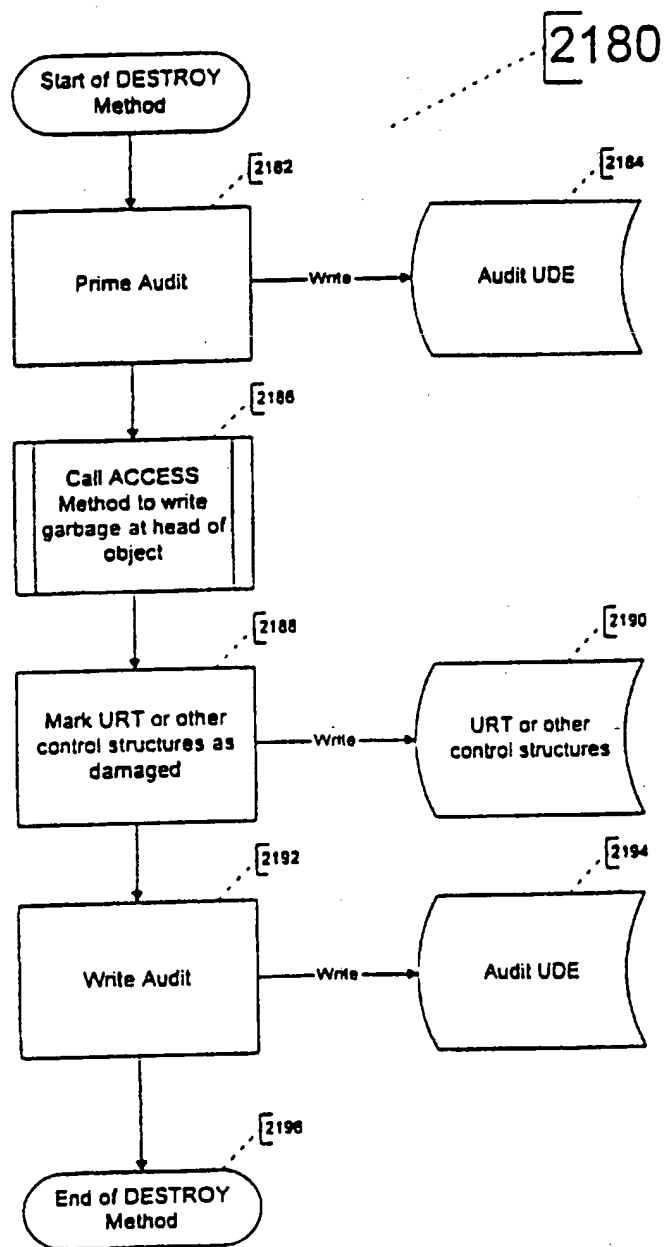 2180
Start of DESTROY
Method
2182
2184
Prime Audit
Write
Audit UDE
2186
Call ACCESS
Method to write
garbage at head of
object
2188
2190
Mark URT or other
control structures as
damaged
Write
URT or other
control structures
2192
2194
Write Audit
Write
Audit UDE
2196
End of DESTROY
Method